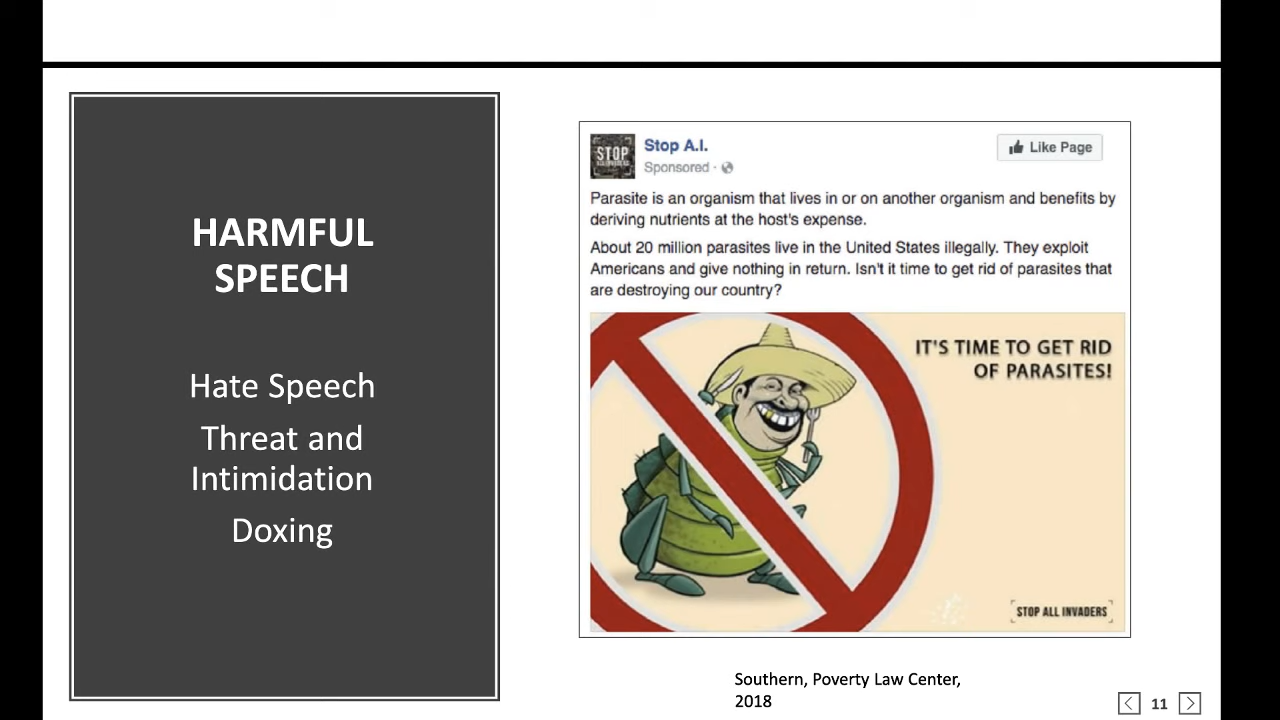 HARMFUL
SPEECH
Hate Speech
Threat and
Intimidation
Doxing
STOP
Stop A.I.
Sponsored ·
Like Page
Parasite is an organism that lives in or on another organism and benefits by
deriving nutrients at the host's expense.
About 20 million parasites live in the United States illegally. They exploit
Americans and give nothing in return. Isn't it time to get rid of parasites that
are destroying our country?
IT'S TIME TO GET RID
OF PARASITES!
STOP ALL INVADERS
Southern, Poverty Law Center,
2018
11